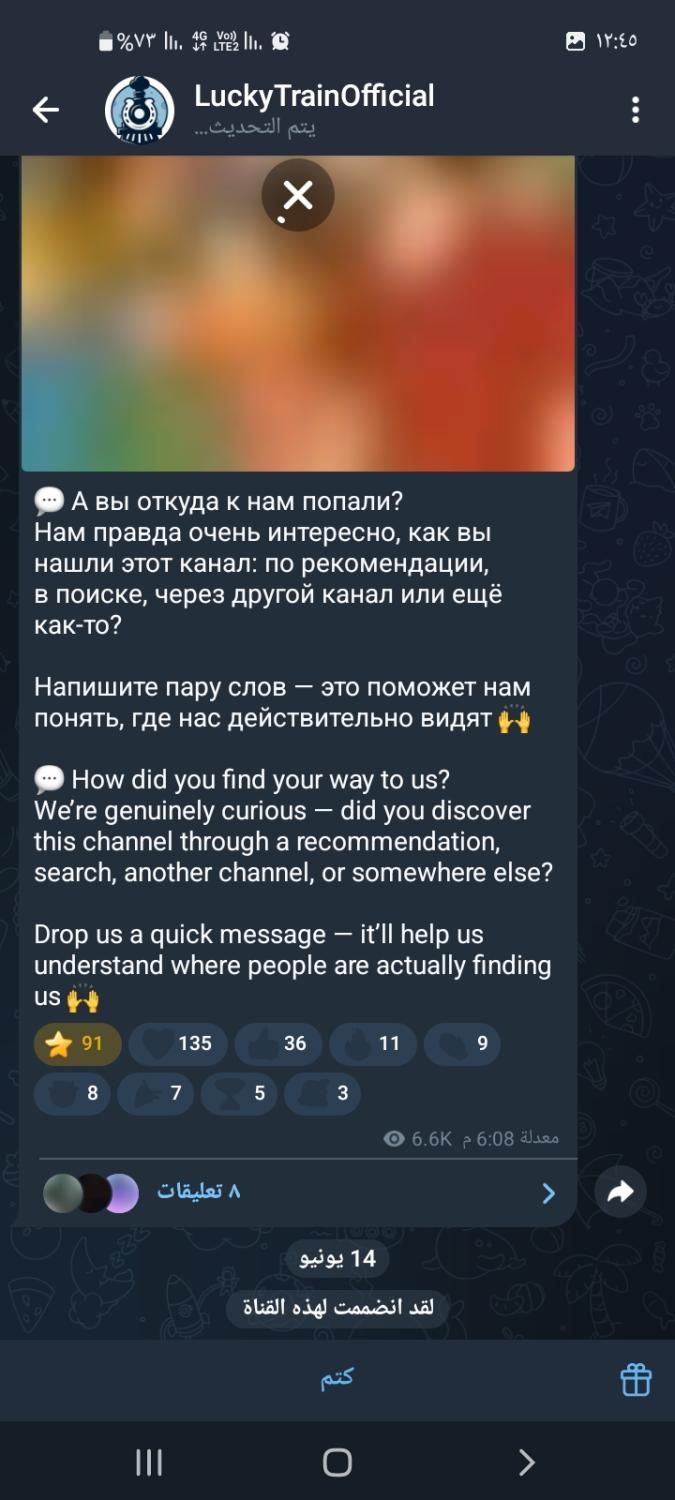 %٧٣ 4G Vo)) LTE2 ١٢:٤٥
LuckyTrainOfficial
يتم التحديث...
А вы откуда к нам попали?
Нам правда очень интересно, как вы
нашли этот канал: по рекомендации,
в поиске, через другой канал или ещё
как-то?
Напишите пару слов — это поможет нам
понять, где нас действительно видят 🙌
💬 How did you find your way to us?
We’re genuinely curious — did you discover
this channel through a recommendation,
search, another channel, or somewhere else?
Drop us a quick message — it’ll help us
understand where people are actually finding
us 🙌
⭐ 91 135 36 11 9
8 7 5 3
6.6K معدلة 6:08 م
٨ تعليقات
14 يونيو
لقد انضممت لهذه القناة
كتم